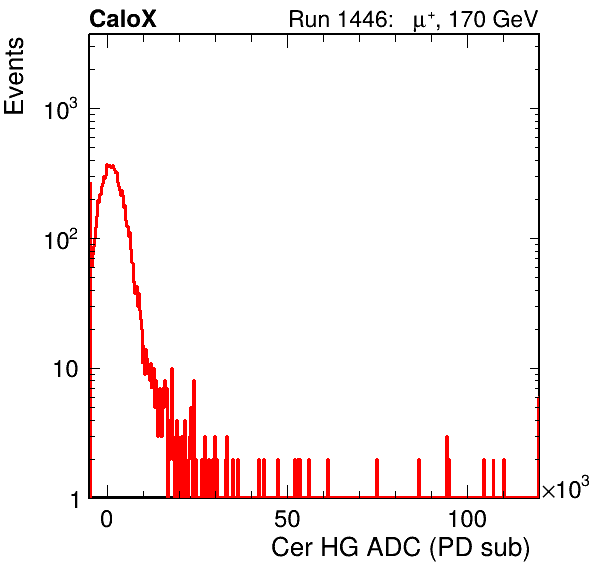 CaloX Run 1446: μ⁺, 170 GeV
Events
10³
10²
10
1
0 50 100 ×10³
Cer HG ADC (PD sub)